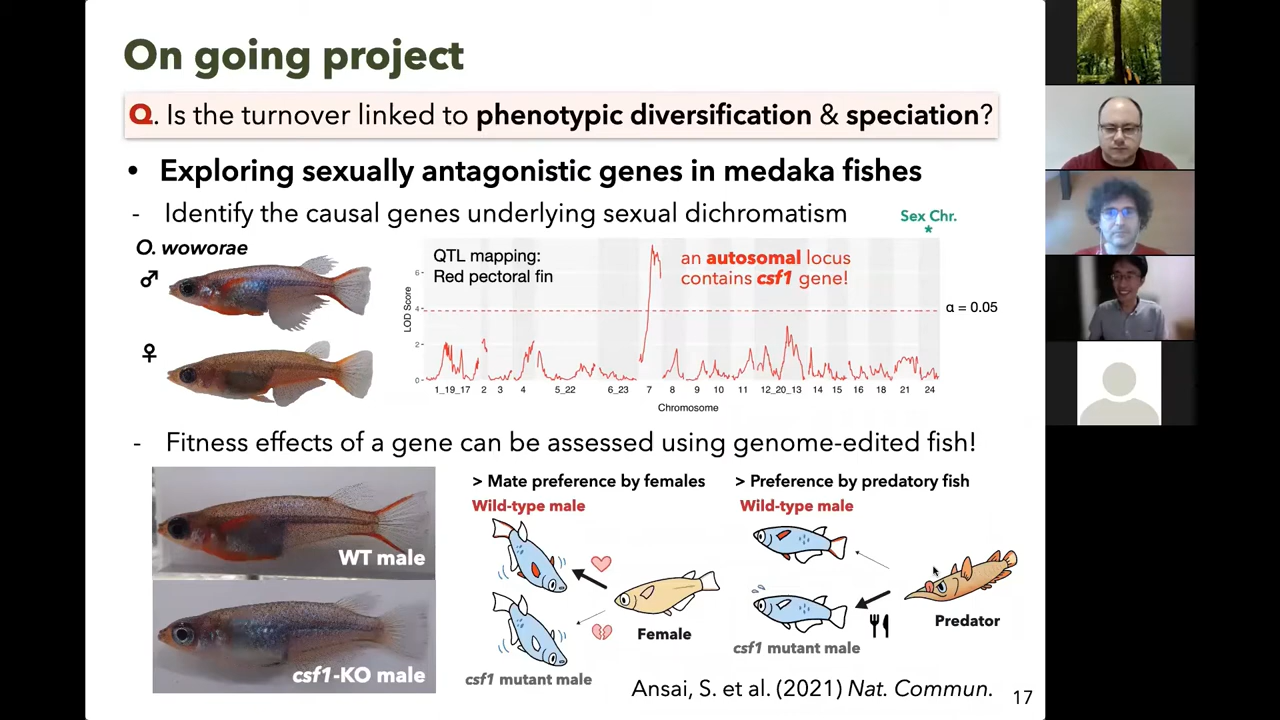 On going project
Q. Is the turnover linked to phenotypic diversification & speciation?
• Exploring sexually antagonistic genes in medaka fishes
- Identify the causal genes underlying sexual dichromatism
Sex Chr.
*
O. woworae
♂
♀
QTL mapping:
Red pectoral fin
an autosomal locus
contains csf1 gene!
α = 0.05
LOD Score
6
4
2
0
1_19_17 2 3 4 5_22 6_23 7 8 9 10 11 12_20_13 14 15 16 18 21 24
Chromosome
- Fitness effects of a gene can be assessed using genome-edited fish!
WT male
csf1-KO male
> Mate preference by females
Wild-type male
Female
csf1 mutant male
> Preference by predatory fish
Wild-type male
Predator
csf1 mutant male
Ansai, S. et al. (2021) Nat. Commun.
17